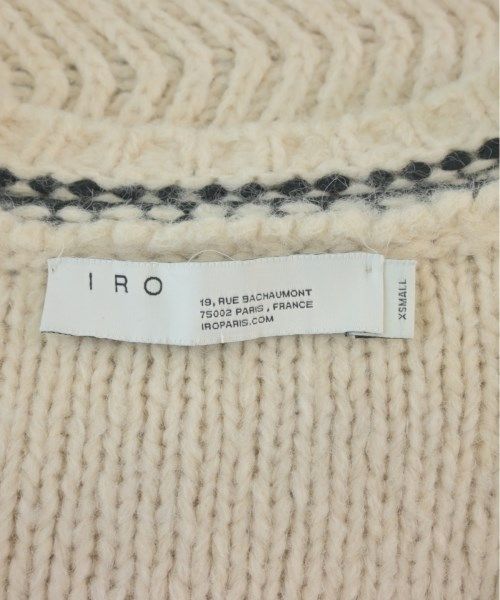 IRO
19, RUE BACHAUMONT
75002 PARIS , FRANCE
IROPARIS.COM
XSMALL